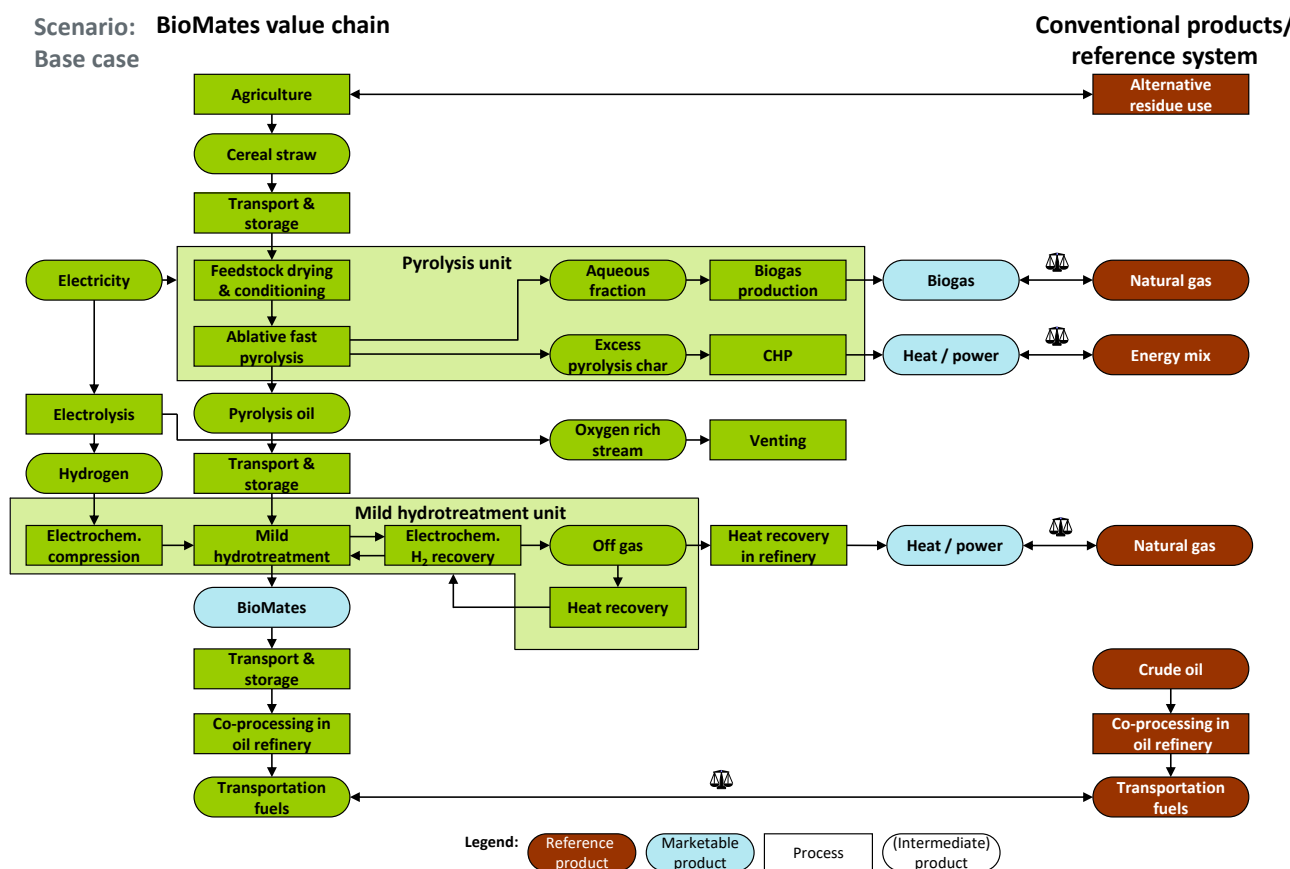 Scenario:
Base case
BioMates value chain
Conventional products/
reference system
Agriculture
Alternative
residue use
Cereal straw
Transport &
storage
Pyrolysis unit
Electricity
Feedstock drying
& conditioning
Aqueous
fraction
Biogas
production
Biogas
Natural gas
Ablative fast
pyrolysis
Excess
pyrolysis char
CHP
Heat / power
Energy mix
Electrolysis
Pyrolysis oil
Oxygen rich
stream
Venting
Hydrogen
Transport &
storage
Mild hydrotreatment unit
Electrochem.
compression
Mild
hydrotreatment
Electrochem.
H₂ recovery
Off gas
Heat recovery
in refinery
Heat / power
Natural gas
BioMates
Heat recovery
Transport &
storage
Crude oil
Co-processing in
oil refinery
Co-processing in
oil refinery
Transportation
fuels
Transportation
fuels
Legend:
Reference
product
Marketable
product
Process
(Intermediate)
product